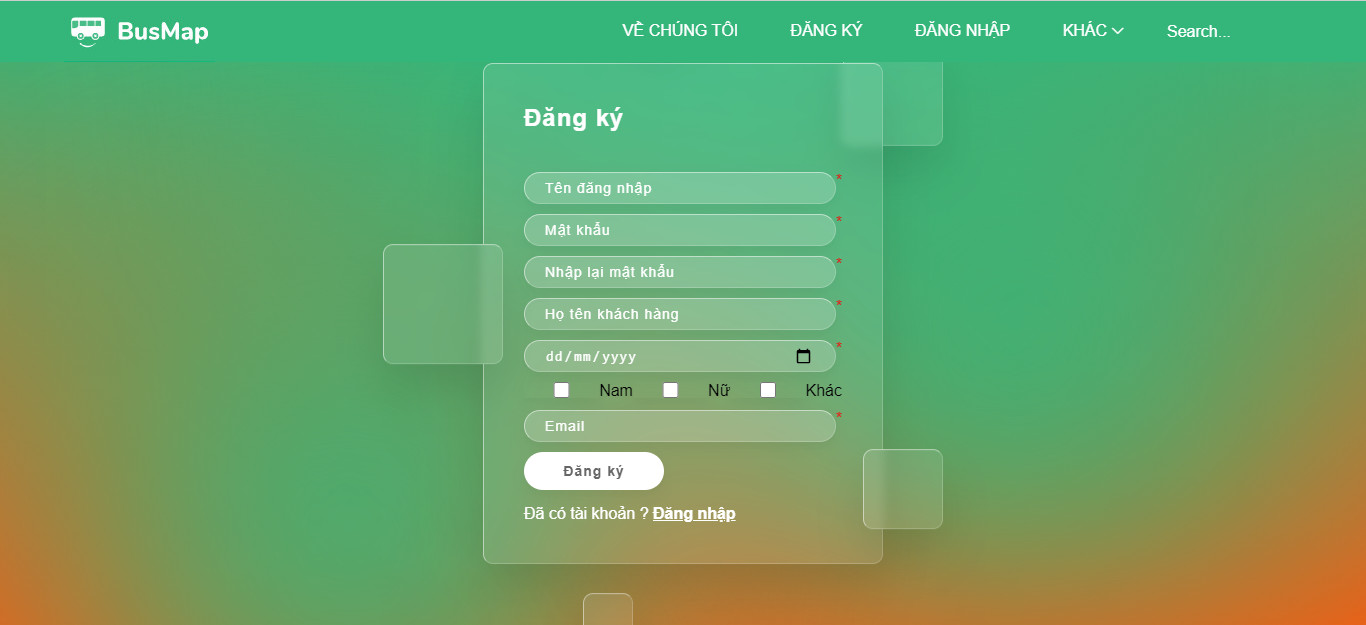 BusMap VỀ CHÚNG TÔI ĐĂNG KÝ ĐĂNG NHẬP KHÁC Search...
Đăng ký
Tên đăng nhập *
Mật khẩu *
Nhập lại mật khẩu *
Họ tên khách hàng *
dd/mm/yyyy *
Nam Nữ Khác
Email *
Đăng ký
Đã có tài khoản ? Đăng nhập